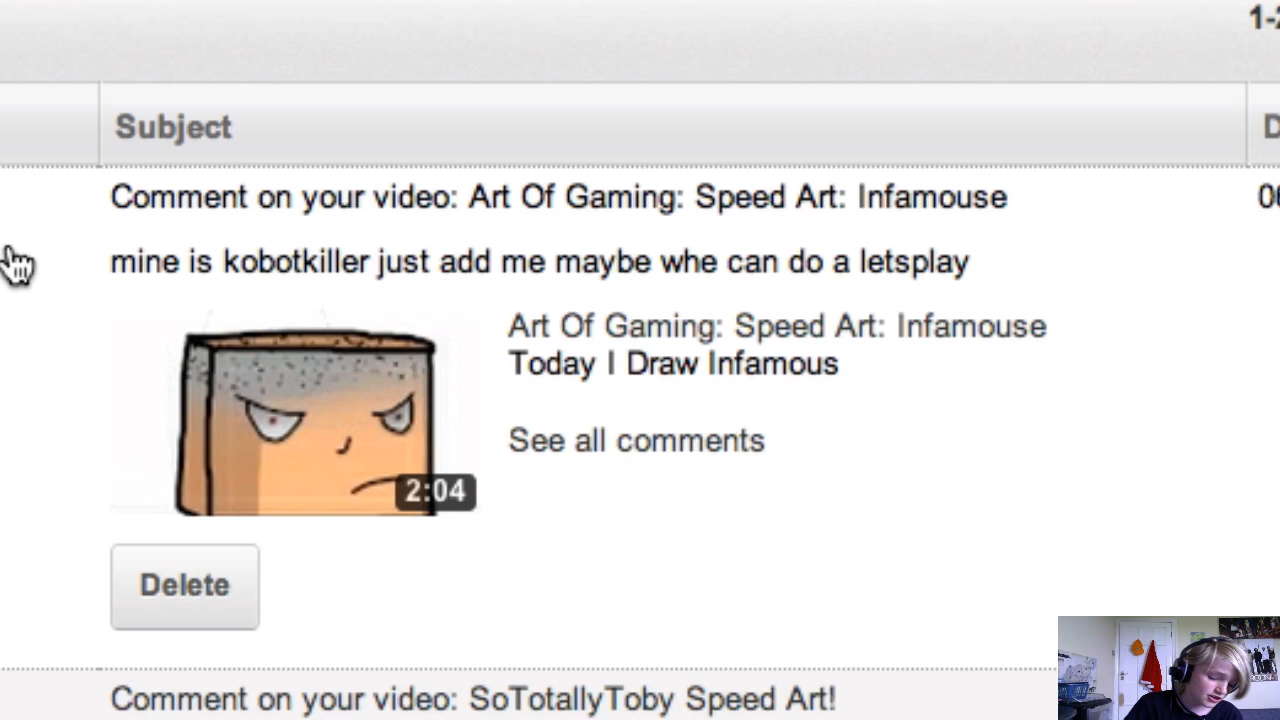 1-
Subject
Comment on your video: Art Of Gaming: Speed Art: Infamouse
mine is kobotkiller just add me maybe whe can do a letsplay
Art Of Gaming: Speed Art: Infamouse
Today I Draw Infamous
See all comments
2:04
Delete
Comment on your video: SoTotallyToby Speed Art!